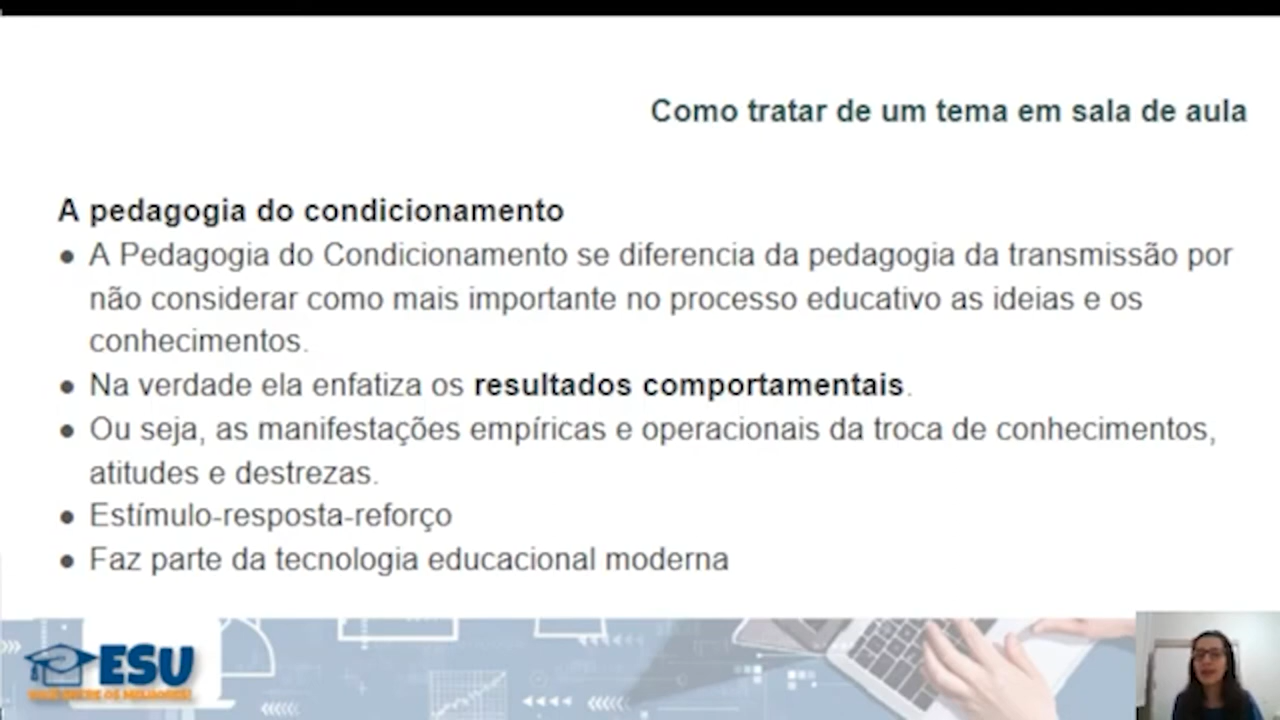 Como tratar de um tema em sala de aula
A pedagogia do condicionamento
● A Pedagogia do Condicionamento se diferencia da pedagogia da transmissão por
não considerar como mais importante no processo educativo as ideias e os
conhecimentos.
● Na verdade ela enfatiza os resultados comportamentais.
● Ou seja, as manifestações empíricas e operacionais da troca de conhecimentos,
atitudes e destrezas.
● Estímulo-resposta-reforço
● Faz parte da tecnologia educacional moderna
ESU
OS MELHORES!